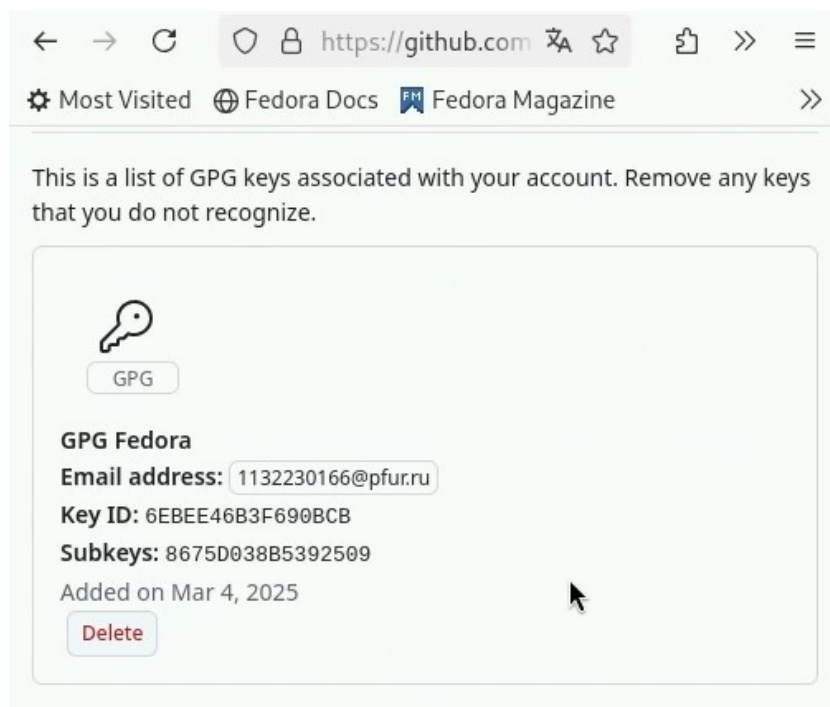 https://github.com
Most Visited Fedora Docs FM Fedora Magazine
This is a list of GPG keys associated with your account. Remove any keys
that you do not recognize.
GPG
GPG Fedora
Email address: 1132230166@pfur.ru
Key ID: 6EBEE46B3F690BCB
Subkeys: 8675D038B5392509
Added on Mar 4, 2025
Delete